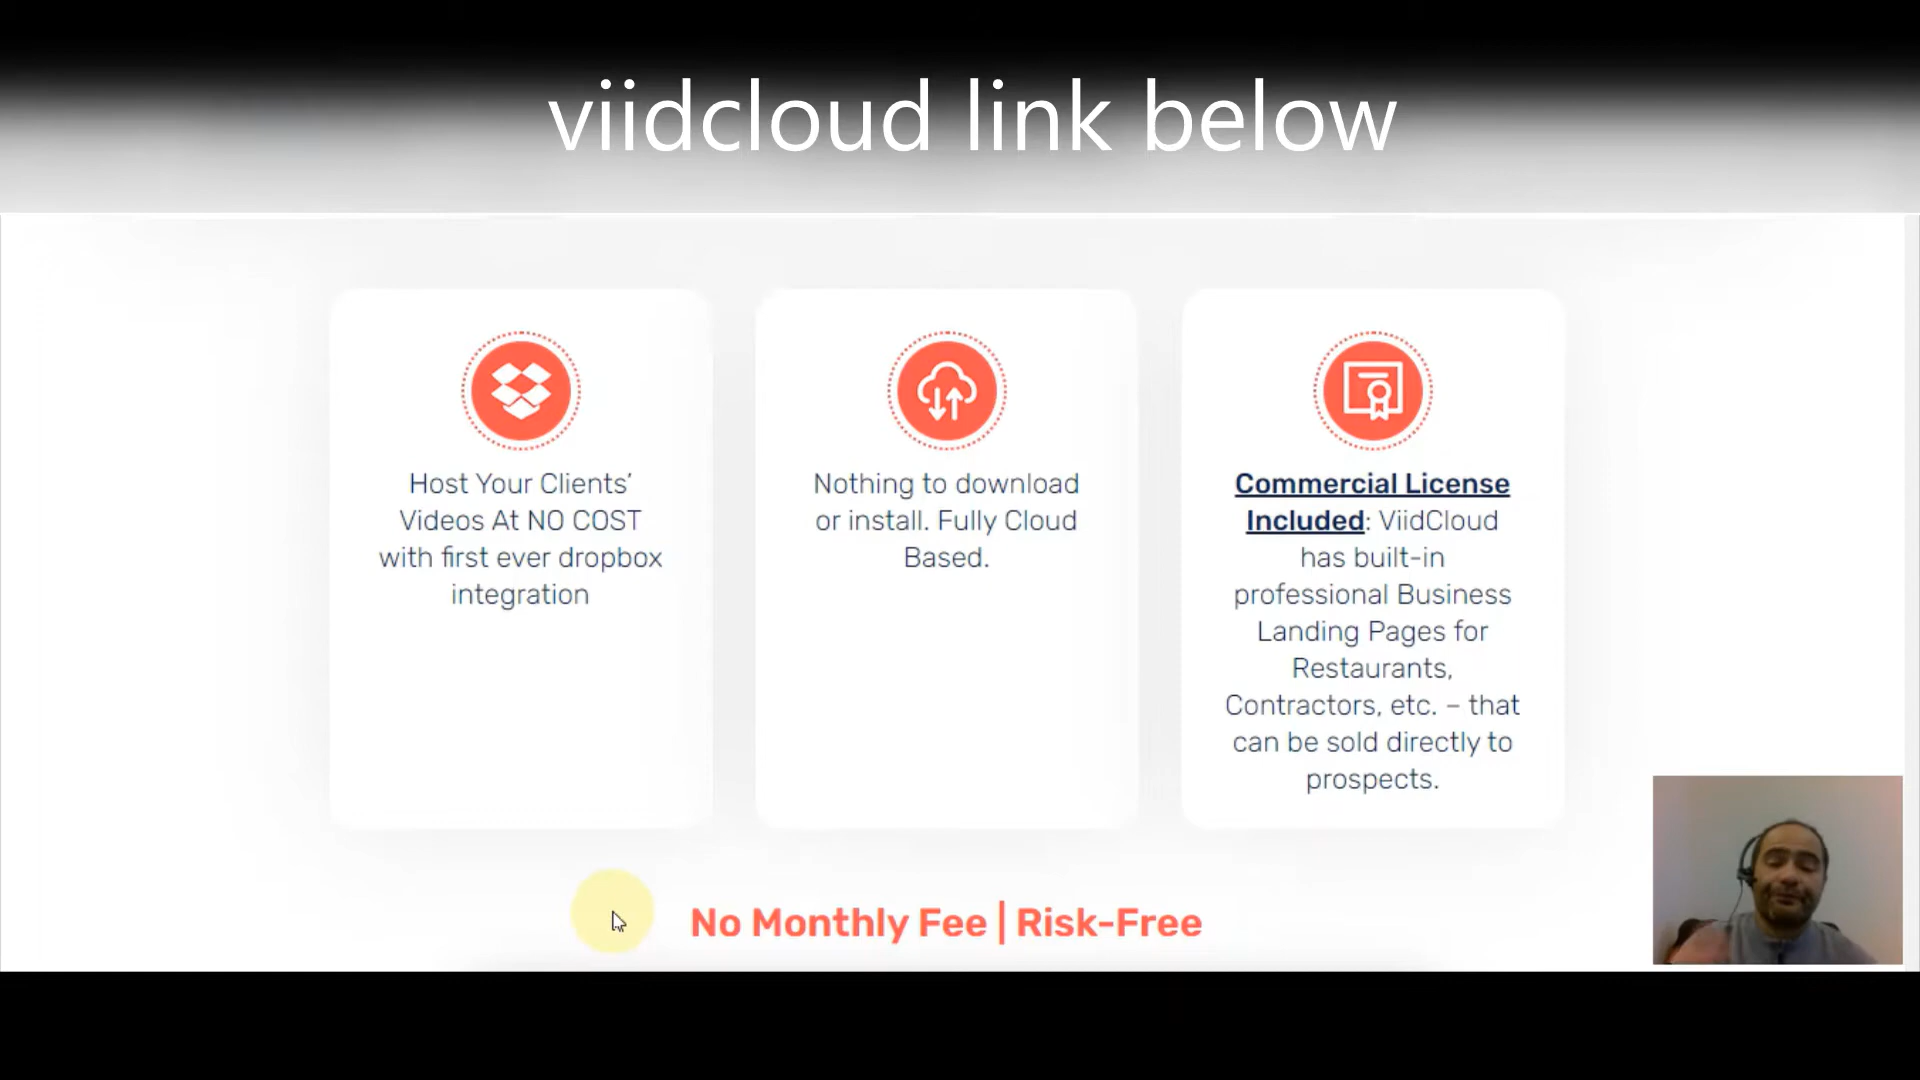 viidcloud link below
Host Your Clients’
Videos At NO COST
with first ever dropbox
integration
Nothing to download
or install. Fully Cloud
Based.
Commercial License
Included: ViidCloud
has built-in
professional Business
Landing Pages for
Restaurants,
Contractors, etc. – that
can be sold directly to
prospects.
No Monthly Fee | Risk-Free